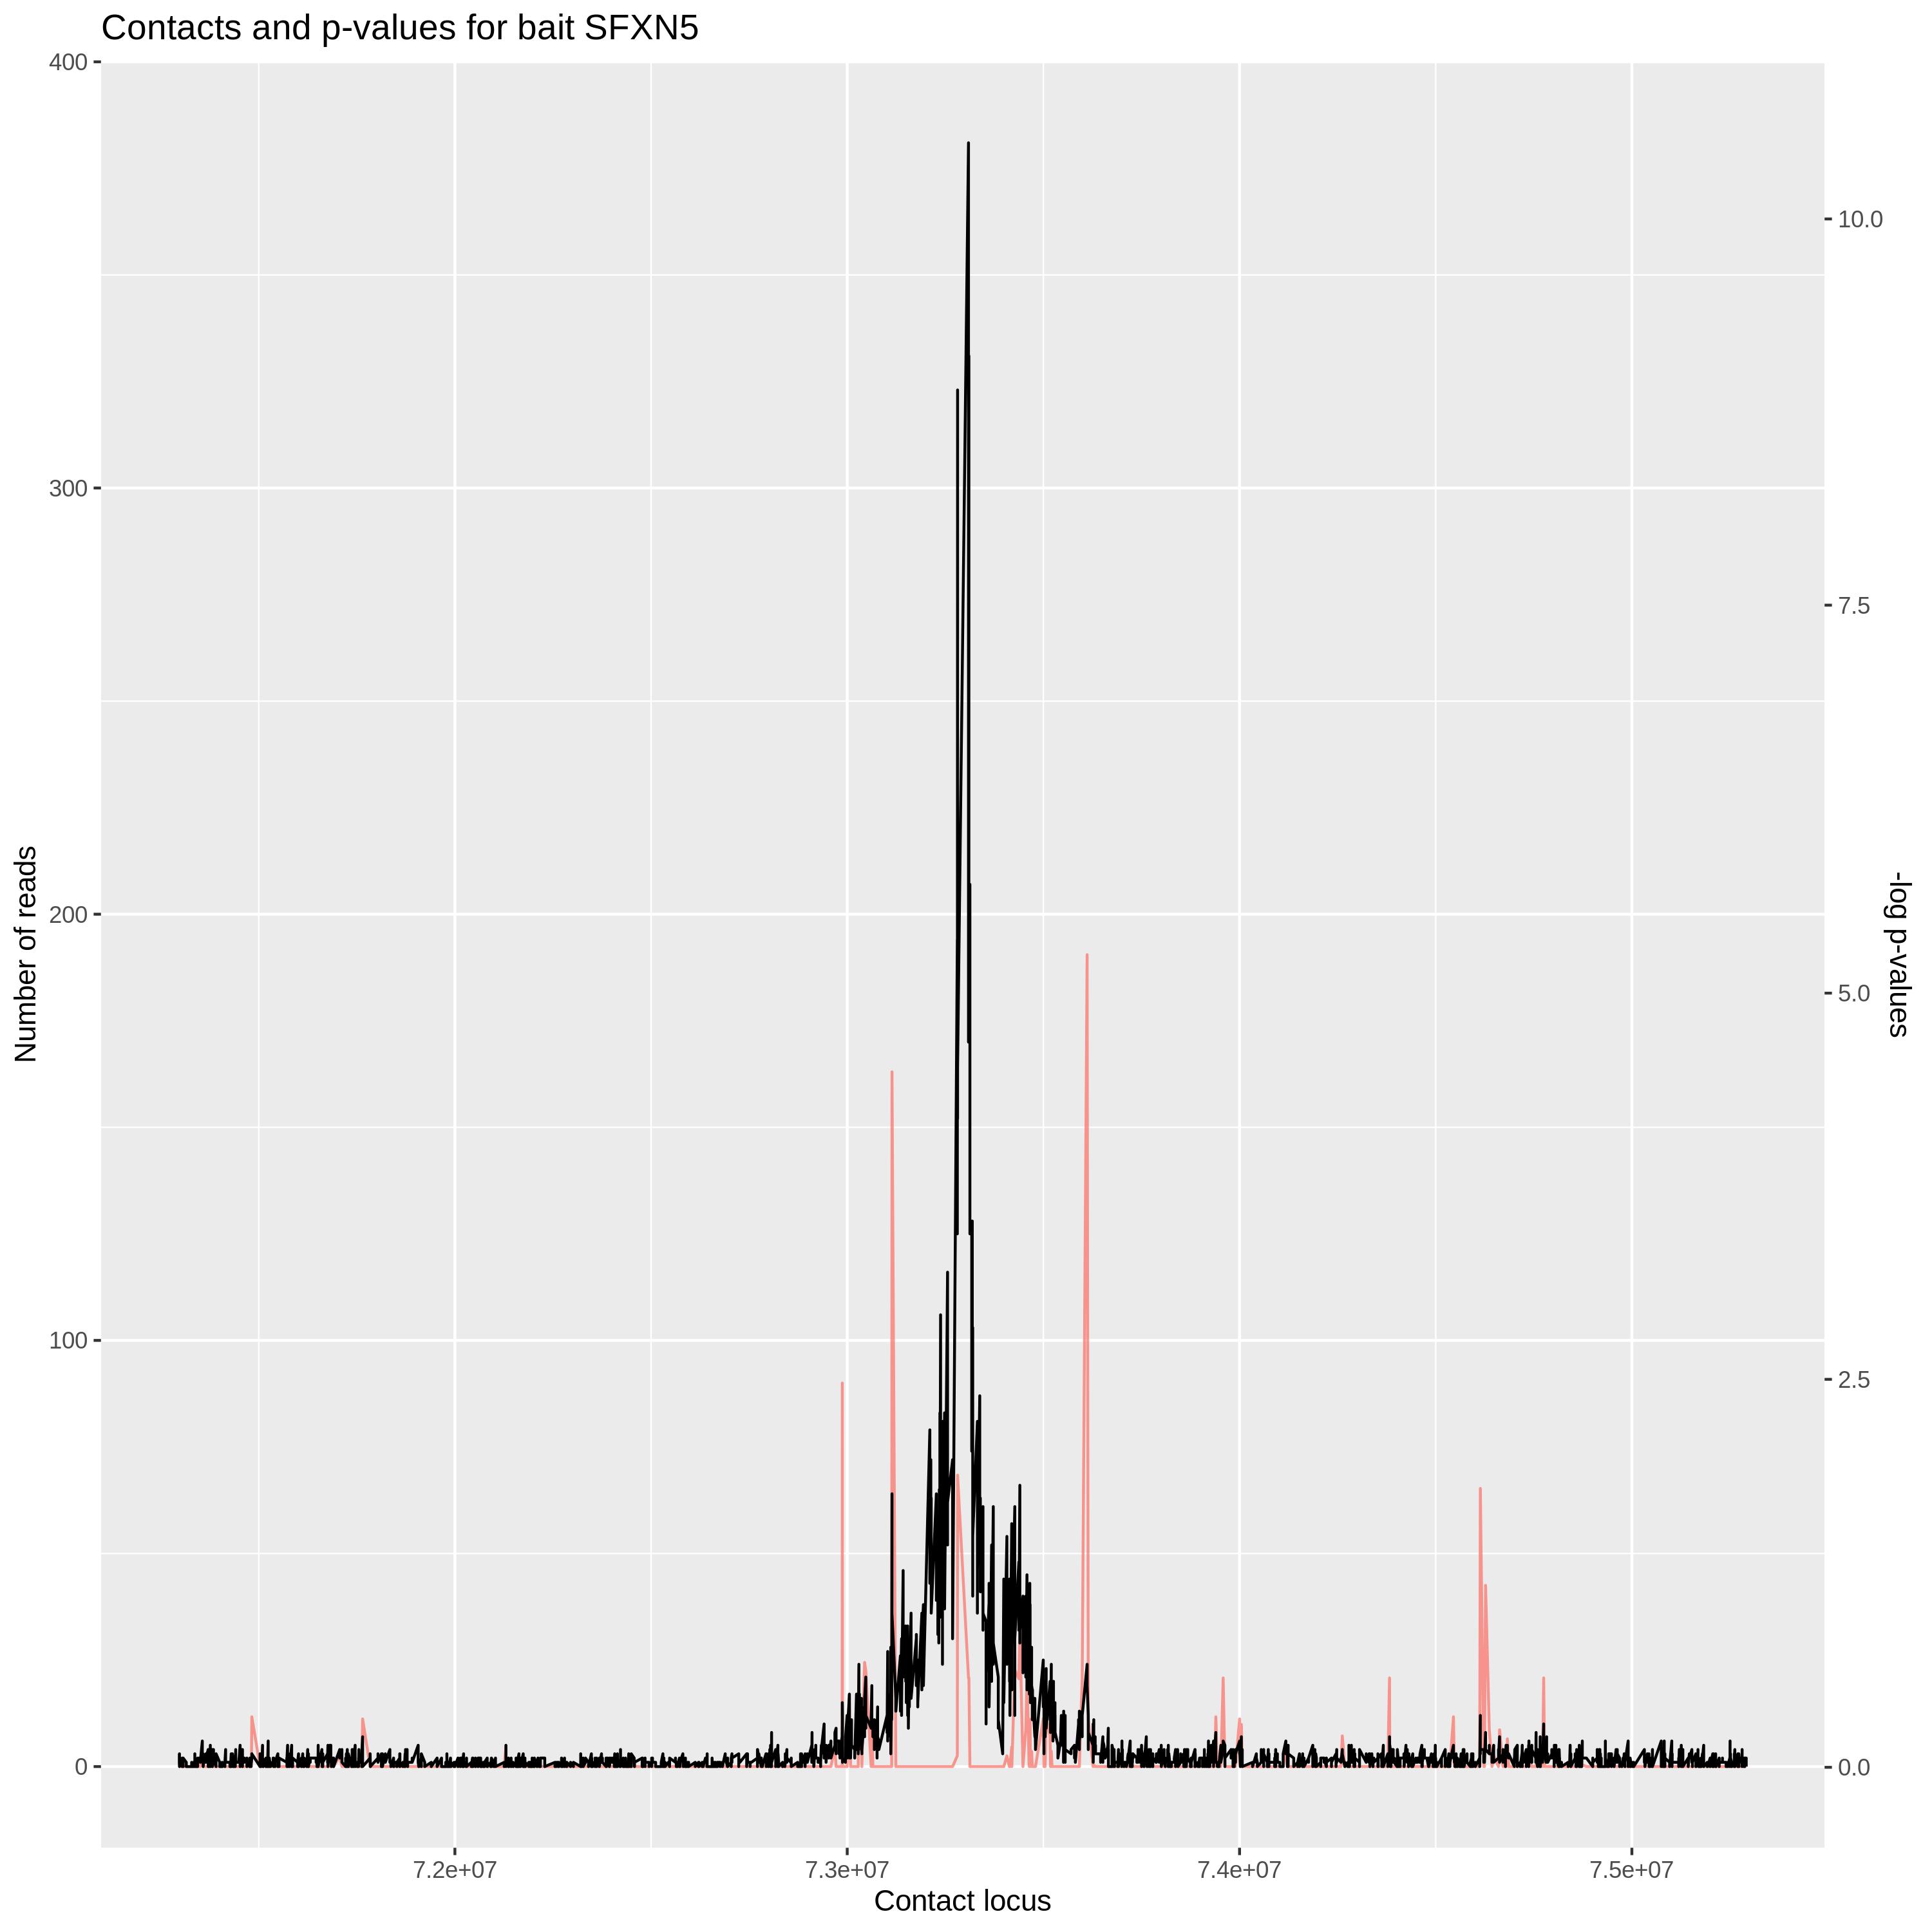 Contacts and p-values for bait SFXN5
400
300
200
100
0
Number of reads
10.0
7.5
5.0
2.5
0.0
-log p-values
7.2e+07
7.3e+07
7.4e+07
7.5e+07
Contact locus